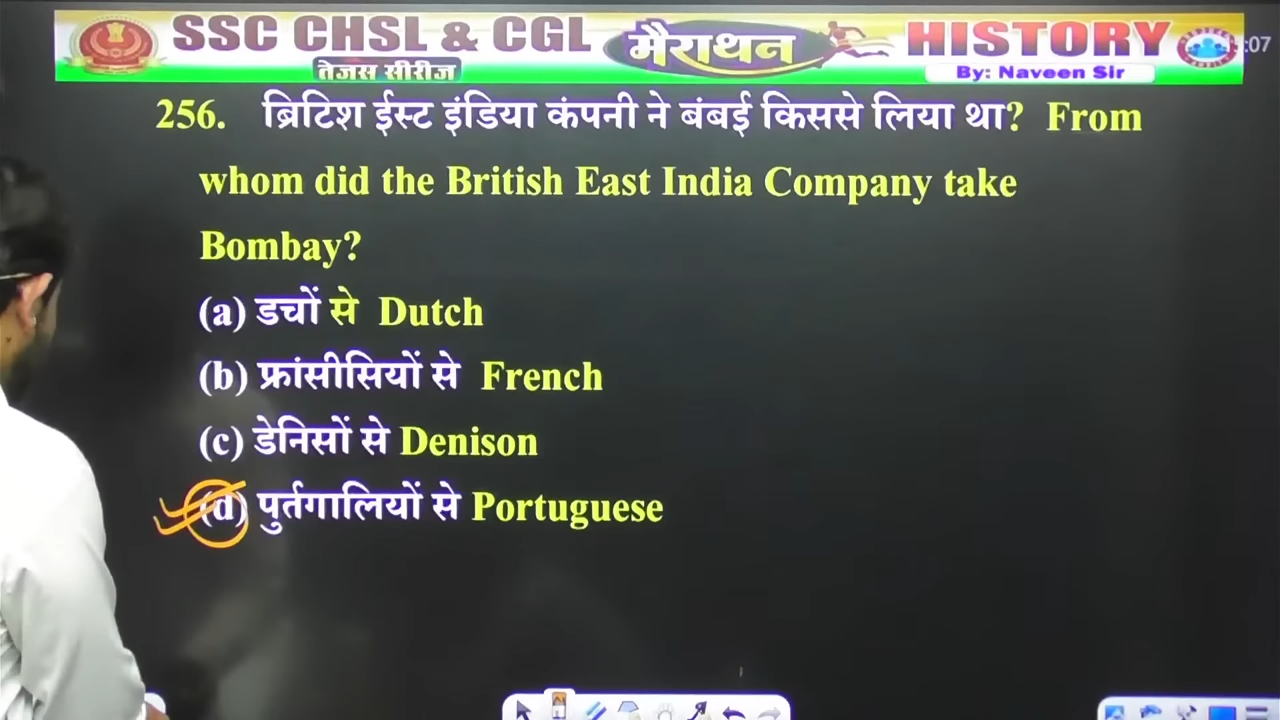 SSC CHSL & CGL मैराथन HISTORY
तेजस सीरीज By: Naveen Sir
256. ब्रिटिश ईस्ट इंडिया कंपनी ने बंबई किससे लिया था? From
whom did the British East India Company take
Bombay?
(a) डचों से Dutch
(b) फ्रांसीसियों से French
(c) डेनिसों से Denison
(d) पुर्तगालियों से Portuguese